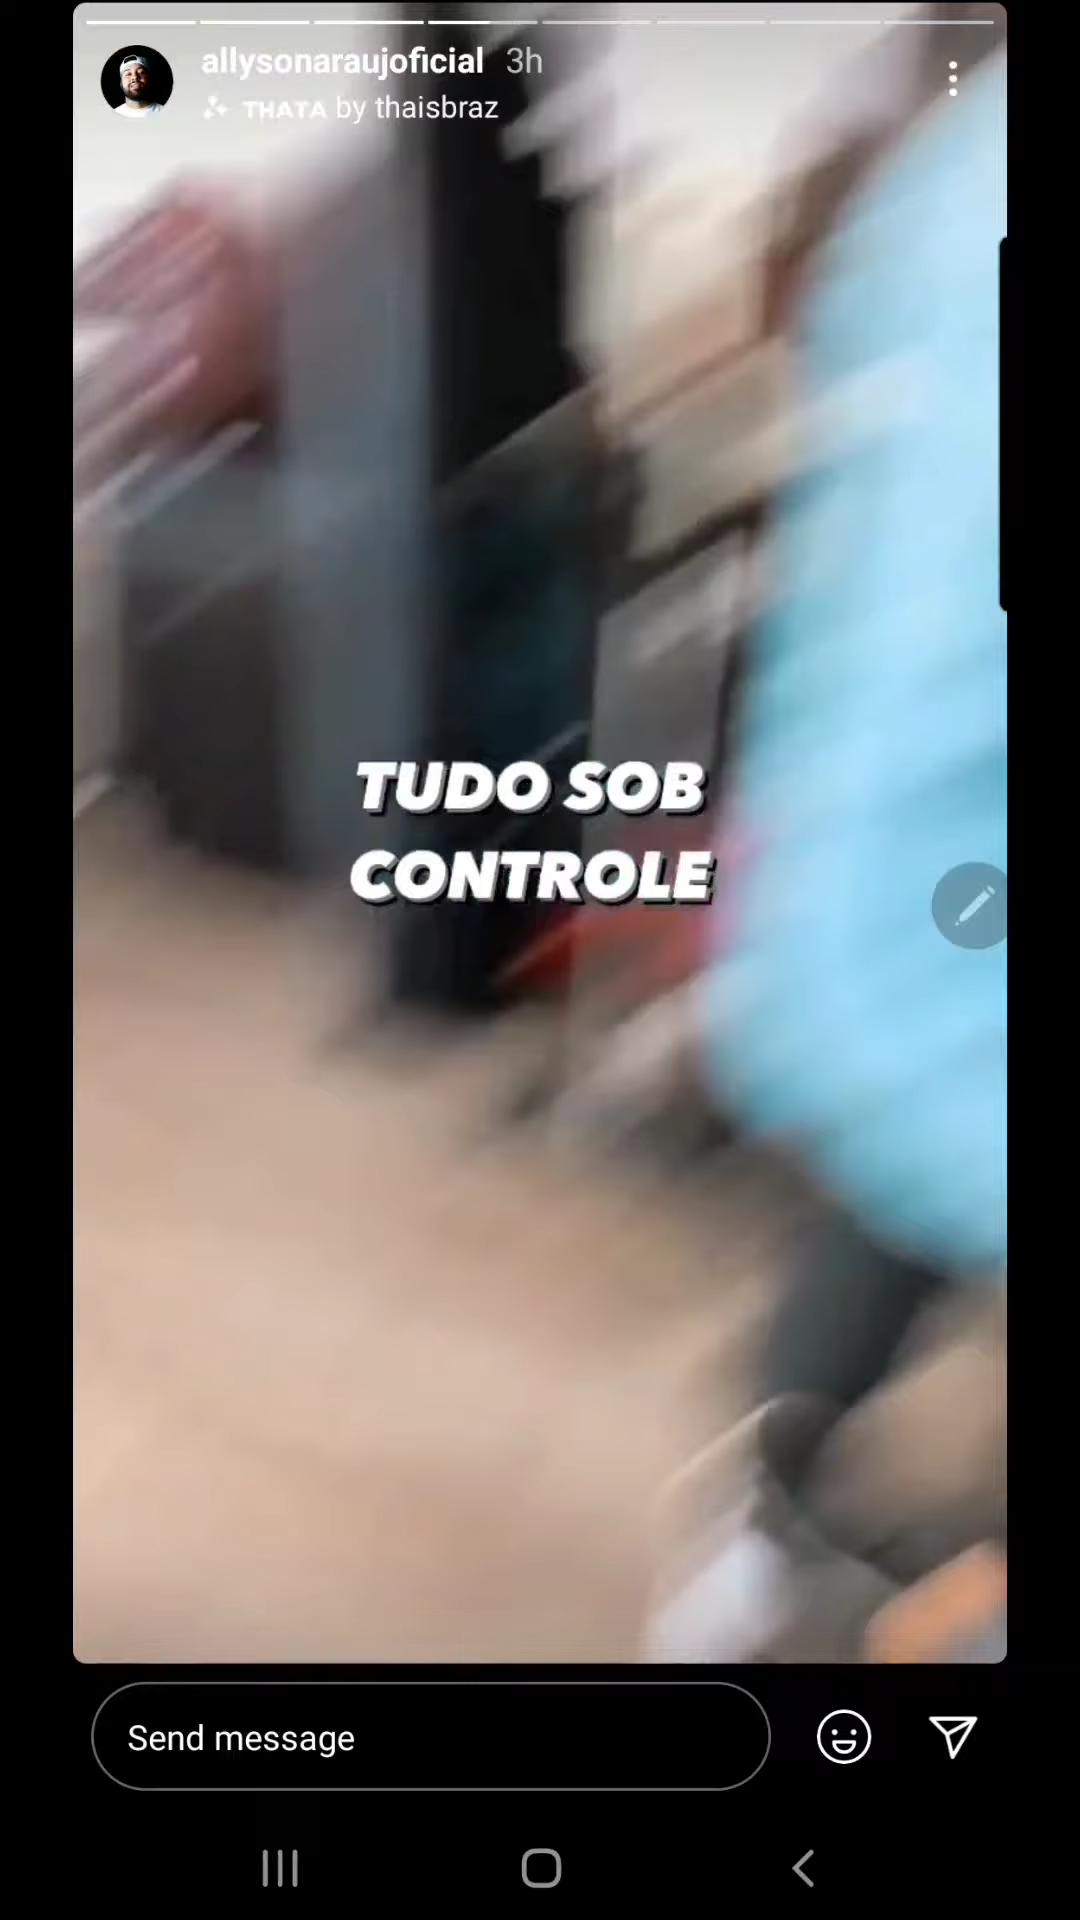 allysonaraujoficial 3h
THATA by thaisbraz
TUDO SOB
CONTROLE
Send message